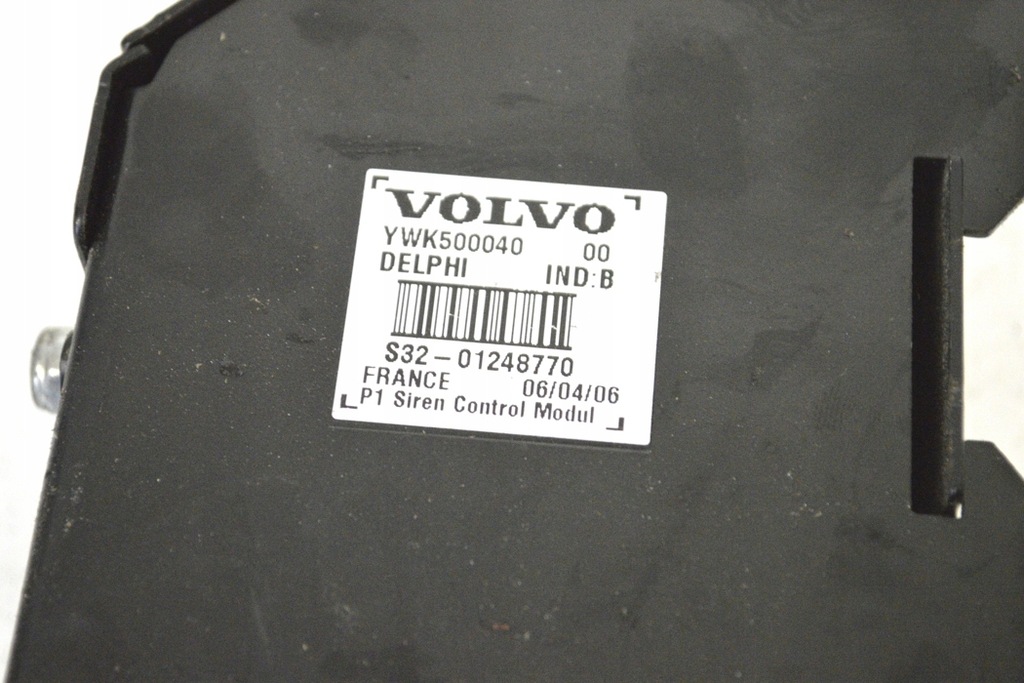 VOLVO
YWK500040 00
DELPHI IND:B
S32-01248770
FRANCE 06/04/06
P1 Siren Control Modul